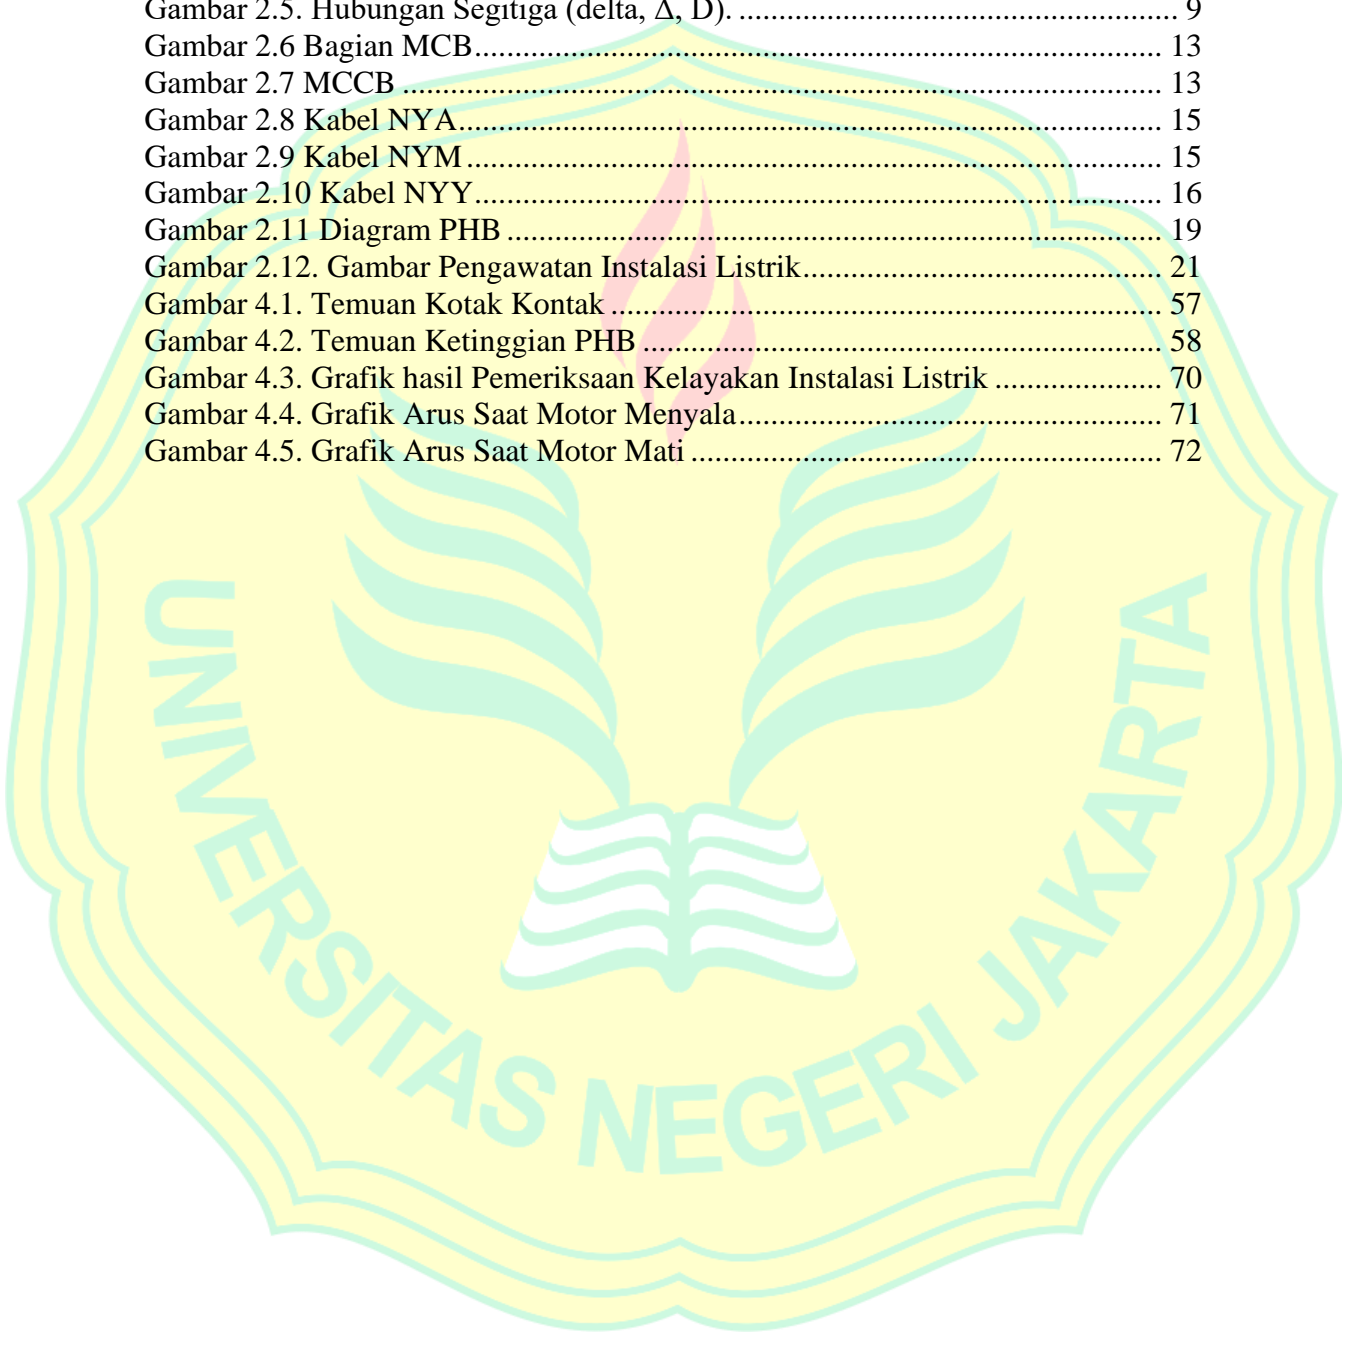 Gambar 2.5. Hubungan Segitiga (delta, Δ, D). ...................................................... 9
Gambar 2.6 Bagian MCB.................................................................................... 13
Gambar 2.7 MCCB ............................................................................................. 13
Gambar 2.8 Kabel NYA...................................................................................... 15
Gambar 2.9 Kabel NYM ..................................................................................... 15
Gambar 2.10 Kabel NYY.................................................................................... 16
Gambar 2.11 Diagram PHB ................................................................................ 19
Gambar 2.12. Gambar Pengawatan Instalasi Listrik............................................ 21
Gambar 4.1. Temuan Kotak Kontak .................................................................... 57
Gambar 4.2. Temuan Ketinggian PHB ................................................................ 58
Gambar 4.3. Grafik hasil Pemeriksaan Kelayakan Instalasi Listrik ..................... 70
Gambar 4.4. Grafik Arus Saat Motor Menyala.................................................... 71
Gambar 4.5. Grafik Arus Saat Motor Mati .......................................................... 72
UNIVERSITAS NEGERI JAKARTA